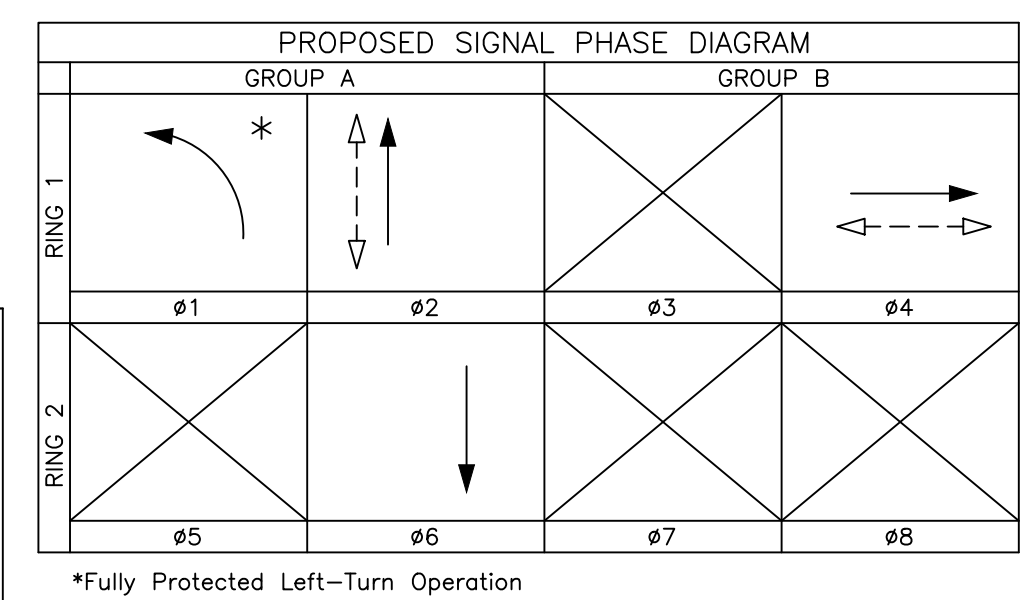 PROPOSED SIGNAL PHASE DIAGRAM
GROUP A
GROUP B
RING 1
*
ø1
ø2
ø3
ø4
RING 2
ø5
ø6
ø7
ø8
*Fully Protected Left-Turn Operation